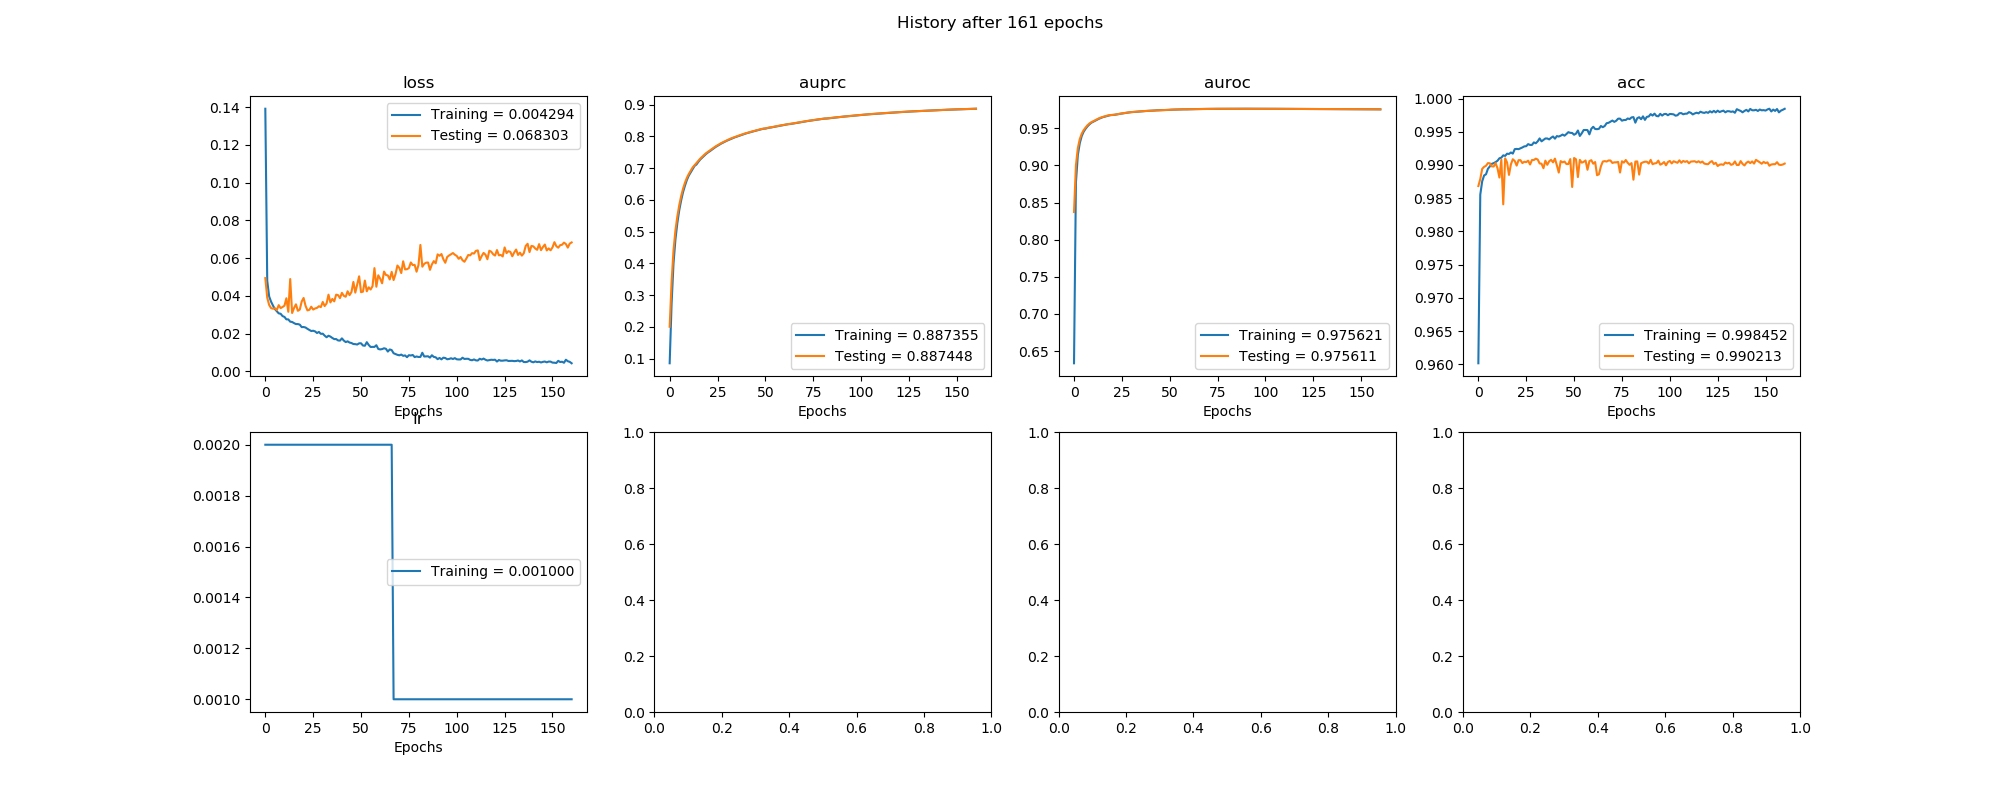 History after 161 epochs
loss
0.14
0.12
0.10
0.08
0.06
0.04
0.02
0.00
Training = 0.004294
Testing = 0.068303
0 25 50 75 100 125 150
Epochs
auprc
0.9
0.8
0.7
0.6
0.5
0.4
0.3
0.2
0.1
Training = 0.887355
Testing = 0.887448
0 25 50 75 100 125 150
Epochs
auroc
0.95
0.90
0.85
0.80
0.75
0.70
0.65
Training = 0.975621
Testing = 0.975611
0 25 50 75 100 125 150
Epochs
acc
1.000
0.995
0.990
0.985
0.980
0.975
0.970
0.965
0.960
Training = 0.998452
Testing = 0.990213
0 25 50 75 100 125 150
Epochs
lr
0.0020
0.0018
0.0016
0.0014
0.0012
0.0010
Training = 0.001000
0 25 50 75 100 125 150
Epochs
1.0
0.8
0.6
0.4
0.2
0.0
0.0 0.2 0.4 0.6 0.8 1.0
1.0
0.8
0.6
0.4
0.2
0.0
0.0 0.2 0.4 0.6 0.8 1.0
1.0
0.8
0.6
0.4
0.2
0.0
0.0 0.2 0.4 0.6 0.8 1.0